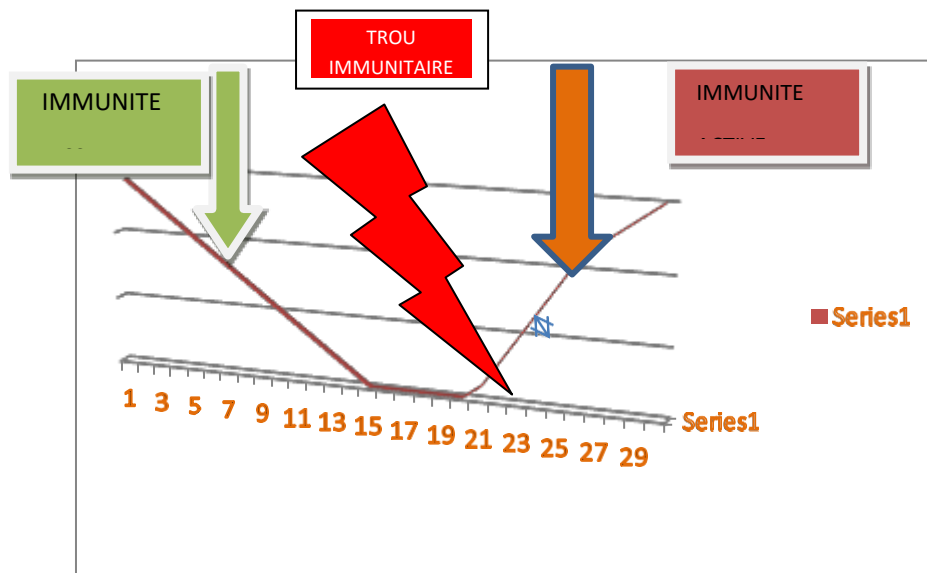 TROU
IMMUNITAIRE
IMMUNITE
IMMUNITE
Series1
Series1
1 3 5 7 9 11 13 15 17 19 21 23 25 27 29